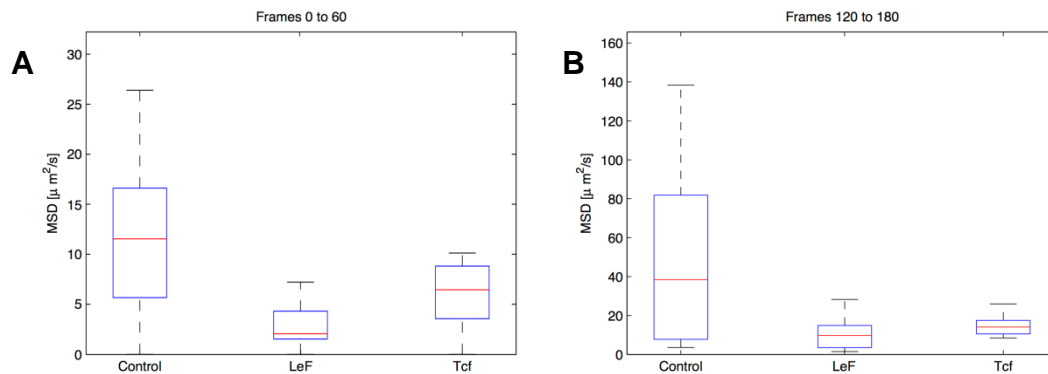 A
Frames 0 to 60
MSD [μ m²/s]
30
25
20
15
10
5
0
Control LeF Tcf
B
Frames 120 to 180
MSD [μ m²/s]
160
140
120
100
80
60
40
20
0
Control LeF Tcf